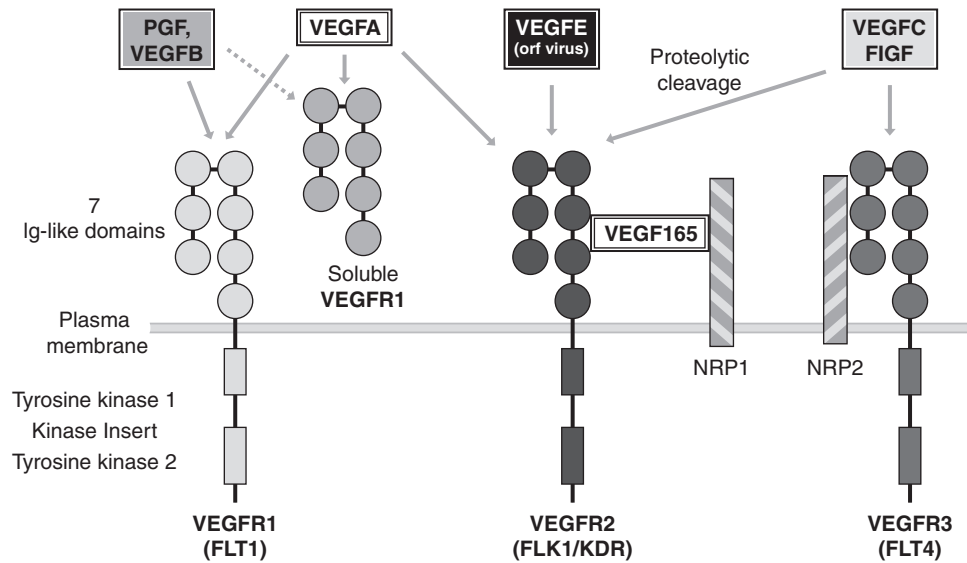 PGF,
VEGFB
VEGFA
VEGFE
(orf virus)
VEGFC
FIGF
Proteolytic
cleavage
7
Ig-like domains
VEGF165
Soluble
VEGFR1
Plasma
membrane
NRP1
NRP2
Tyrosine kinase 1
Kinase Insert
Tyrosine kinase 2
VEGFR1
(FLT1)
VEGFR2
(FLK1/KDR)
VEGFR3
(FLT4)